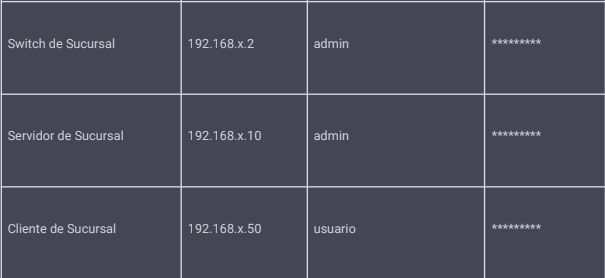 Switch de Sucursal 192.168.x.2 admin *********
Servidor de Sucursal 192.168.x.10 admin *********
Cliente de Sucursal 192.168.x.50 usuario *********